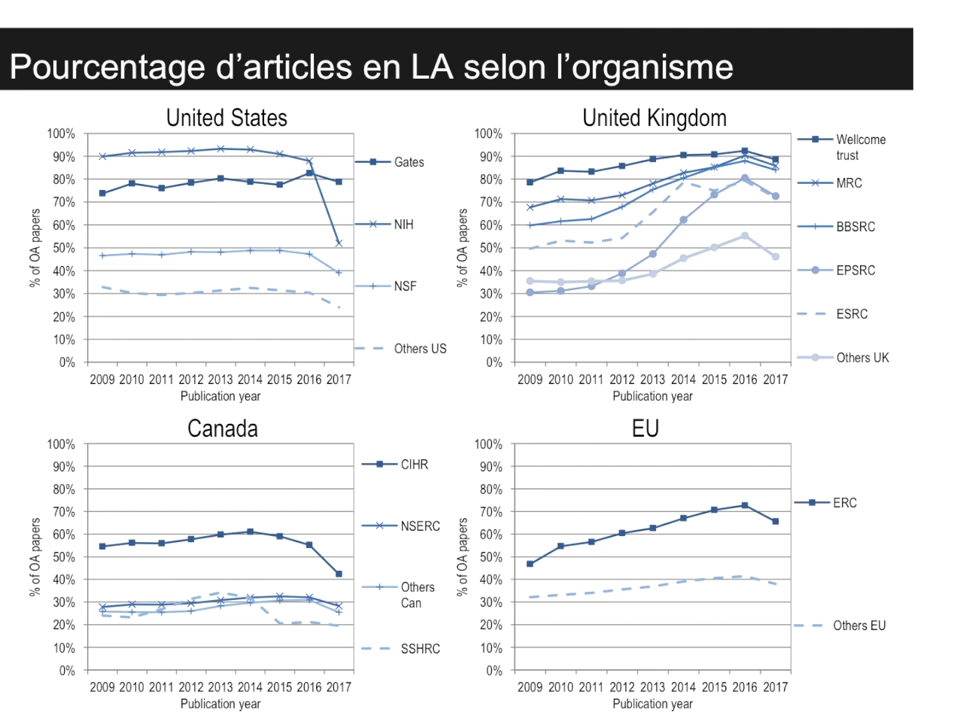 Pourcentage d’articles en LA selon l’organisme
United States
100%
90%
80%
70%
60%
50%
40%
30%
20%
10%
0%
% of OA papers
2009 2010 2011 2012 2013 2014 2015 2016 2017
Publication year
Gates
NIH
NSF
Others US
United Kingdom
100%
90%
80%
70%
60%
50%
40%
30%
20%
10%
0%
% of OA papers
2009 2010 2011 2012 2013 2014 2015 2016 2017
Publication year
Wellcome
trust
MRC
BBSRC
EPSRC
ESRC
Others UK
Canada
100%
90%
80%
70%
60%
50%
40%
30%
20%
10%
0%
% of OA papers
2009 2010 2011 2012 2013 2014 2015 2016 2017
Publication year
CIHR
NSERC
Others
Can
SSHRC
EU
100%
90%
80%
70%
60%
50%
40%
30%
20%
10%
0%
% of OA papers
2009 2010 2011 2012 2013 2014 2015 2016 2017
Publication year
ERC
Others EU